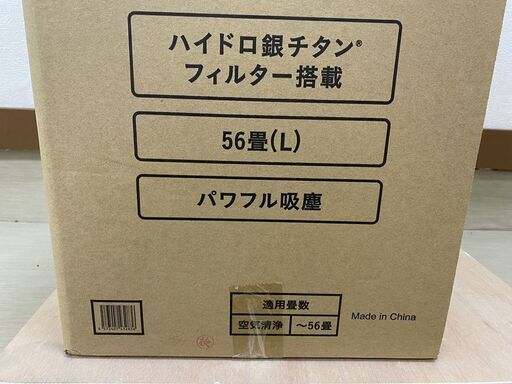 ハイドロ銀チタン®
フィルター搭載
56畳(L)
パワフル吸塵
適用畳数
空気清浄 ～56畳
Made in China